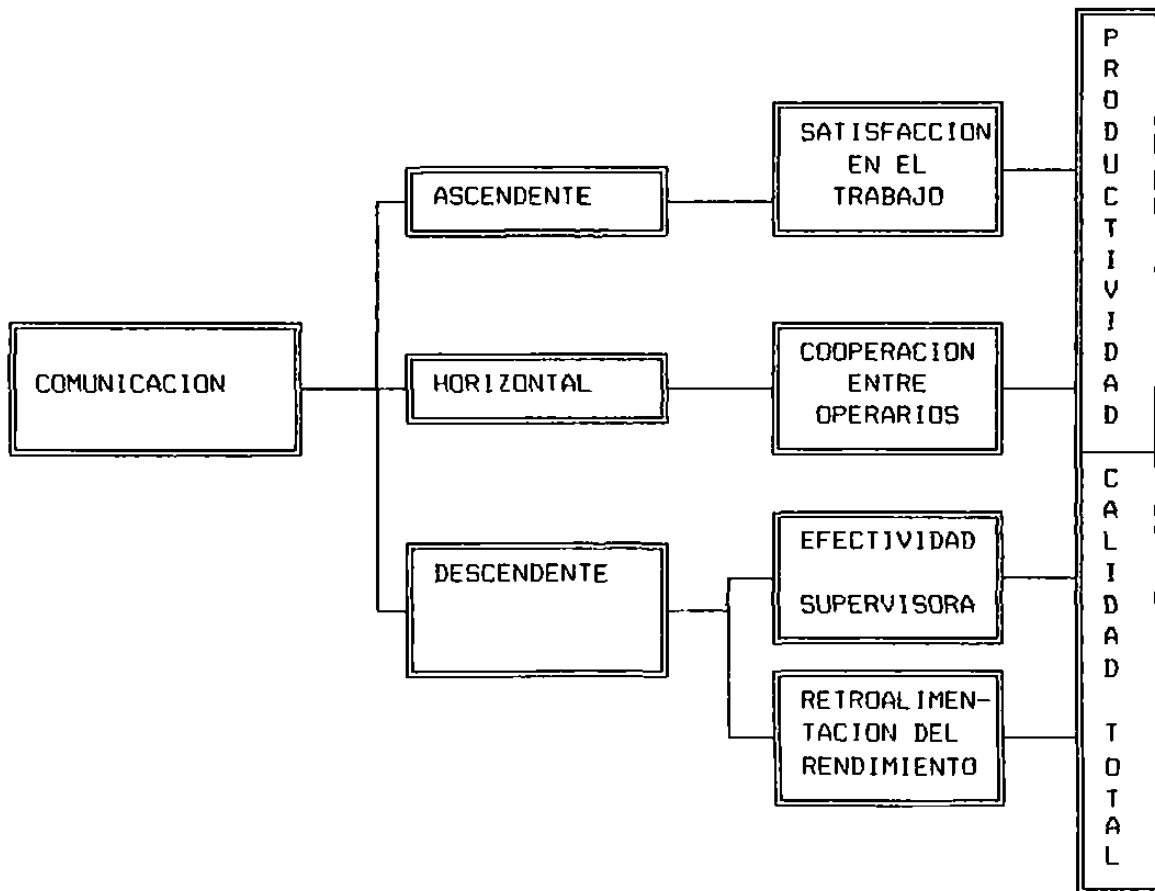 COMUNICACION
ASCENDENTE
HORIZONTAL
DESCENDENTE
SATISFACCION
EN EL
TRABAJO
COOPERACION
ENTRE
OPERARIOS
EFECTIVIDAD
SUPERVISORA
RETROALIMEN-
TACION DEL
RENDIMIENTO
PRODUCTIVIDAD
CALIDAD TOTAL